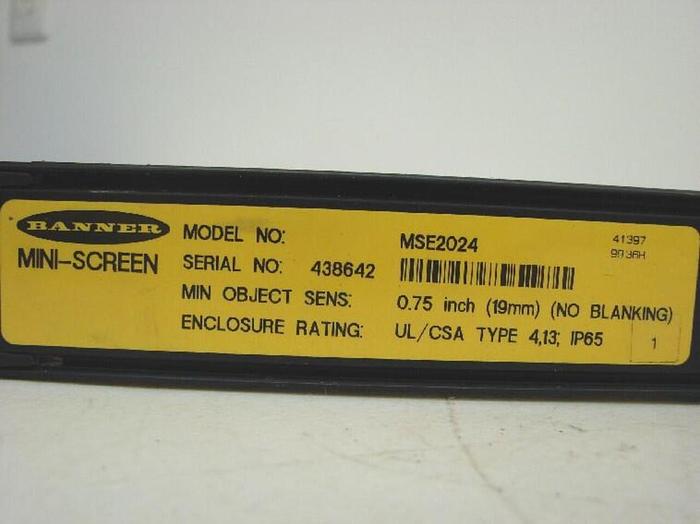 BANNER
MINI-SCREEN
MODEL NO: MSE2024
SERIAL NO: 438642
MIN OBJECT SENS: 0.75 inch (19mm) (NO BLANKING)
ENCLOSURE RATING: UL/CSA TYPE 4,13; IP65
41397
1